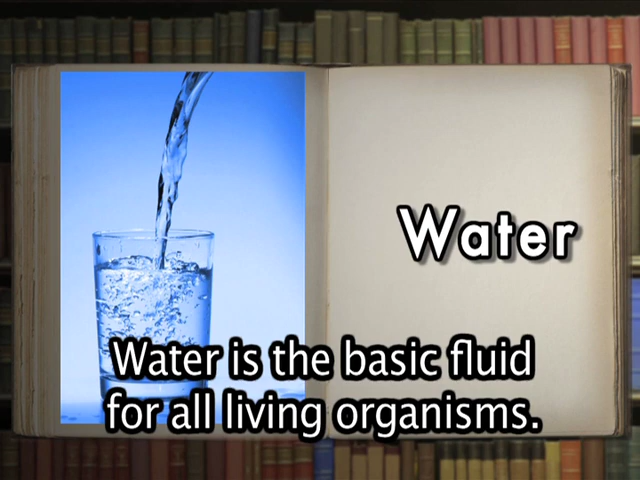 Water
Water is the basic fluid
for all living organisms.